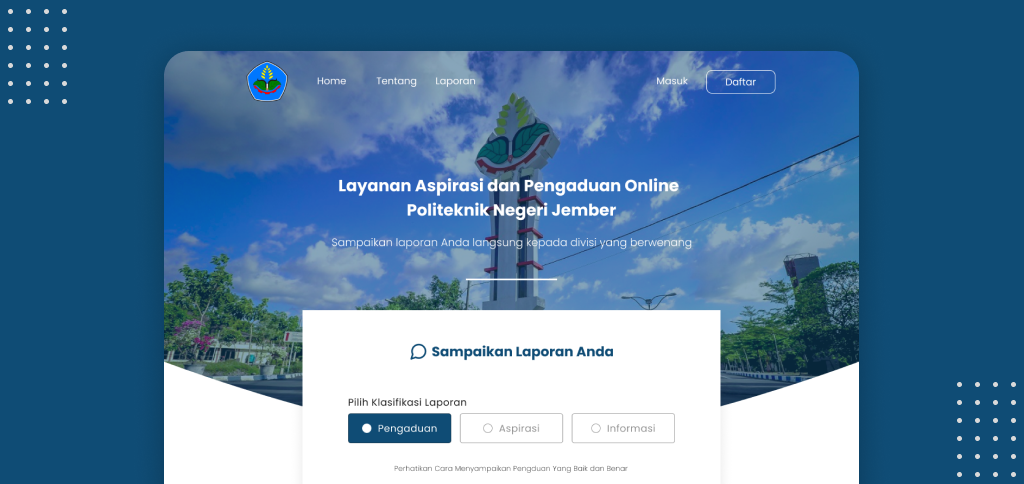 Home Tentang Laporan Masuk Daftar
Layanan Aspirasi dan Pengaduan Online
Politeknik Negeri Jember
Sampaikan laporan Anda langsung kepada divisi yang berwenang
Sampaikan Laporan Anda
Pilih Klasifikasi Laporan
Pengaduan Aspirasi Informasi
Perhatikan Cara Menyampaikan Pengduan Yang Baik dan Benar